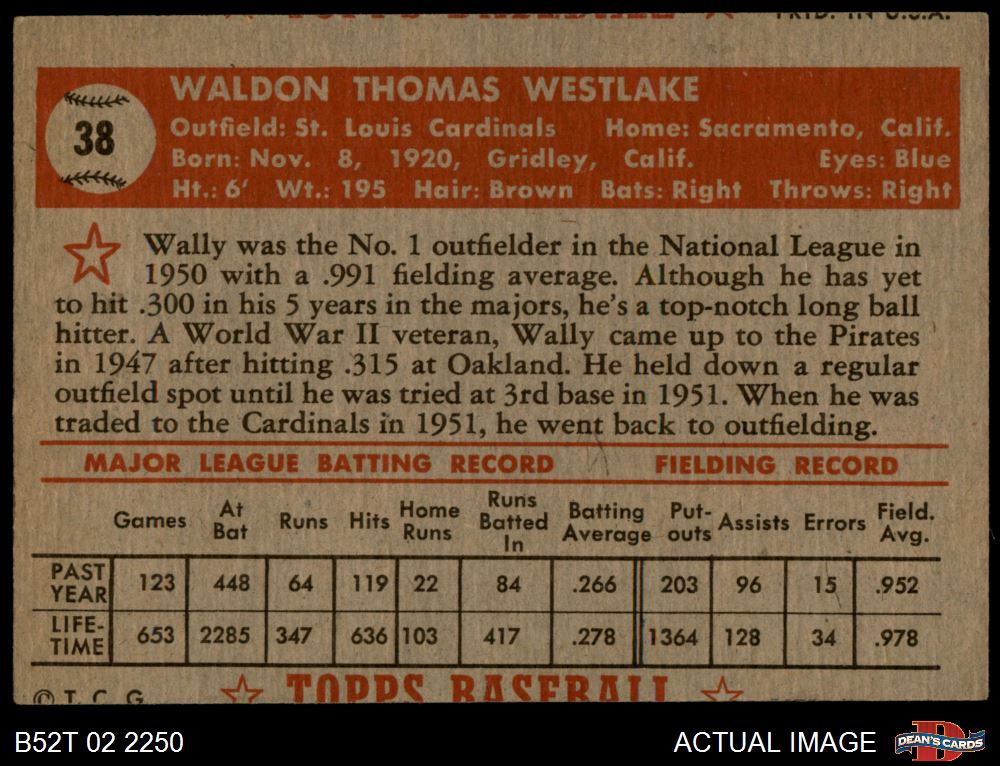 TOPPS BASEBALL
PRTD. IN U.S.A.
38
WALDON THOMAS WESTLAKE
Outfield: St. Louis Cardinals Home: Sacramento, Calif.
Born: Nov. 8, 1920, Gridley, Calif. Eyes: Blue
Ht.: 6' Wt.: 195 Hair: Brown Bats: Right Throws: Right
Wally was the No. 1 outfielder in the National League in
1950 with a .991 fielding average. Although he has yet
to hit .300 in his 5 years in the majors, he's a top-notch long ball
hitter. A World War II veteran, Wally came up to the Pirates
in 1947 after hitting .315 at Oakland. He held down a regular
outfield spot until he was tried at 3rd base in 1951. When he was
traded to the Cardinals in 1951, he went back to outfielding.
MAJOR LEAGUE BATTING RECORD FIELDING RECORD
Games At Bat Runs Hits Home Runs Runs Batted In Batting Average Put-outs Assists Errors Field. Avg.
PAST YEAR 123 448 64 119 22 84 .266 203 96 15 .952
LIFE-TIME 653 2285 347 636 103 417 .278 1364 128 34 .978
© T. C. G. TOPPS BASEBALL
B52T 02 2250 ACTUAL IMAGE DEAN'S CARDS